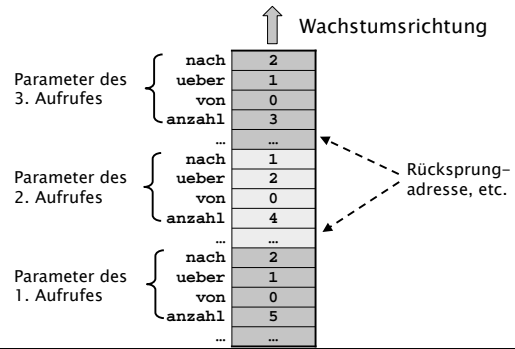 Wachstumsrichtung
nach 2
ueber 1
von 0
anzahl 3
… …
Parameter des
3. Aufrufes
nach 1
ueber 2
von 0
anzahl 4
… …
Parameter des
2. Aufrufes
Rücksprung-
adresse, etc.
nach 2
ueber 1
von 0
anzahl 5
… …
Parameter des
1. Aufrufes